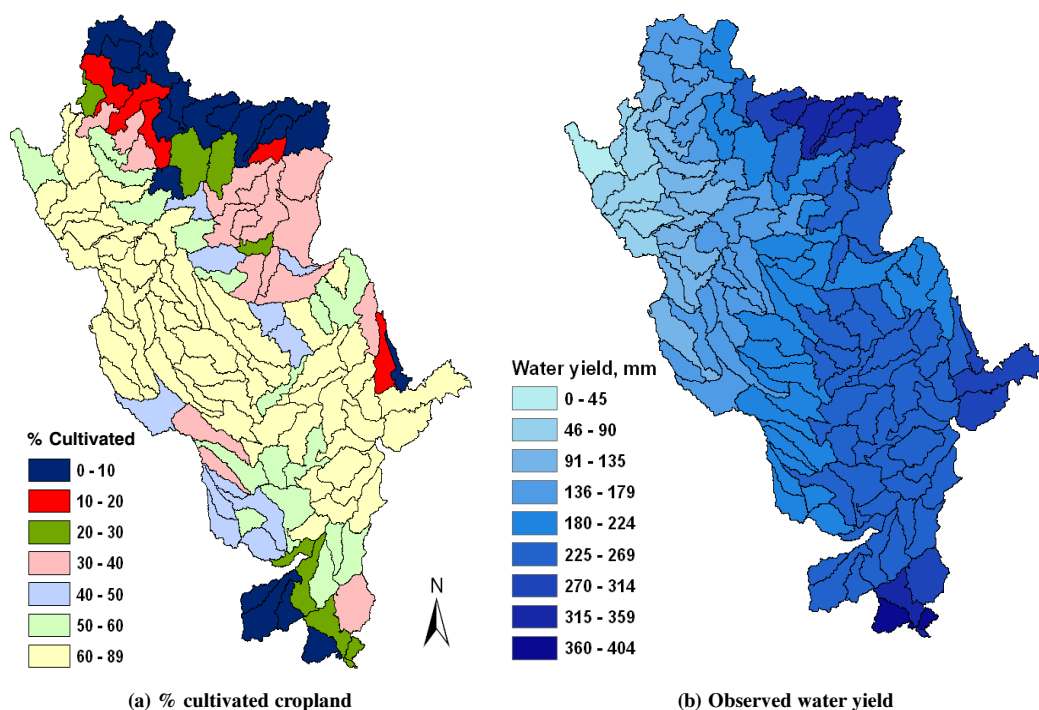 % Cultivated
0 - 10
10 - 20
20 - 30
30 - 40
40 - 50
50 - 60
60 - 89
N
Water yield, mm
0 - 45
46 - 90
91 - 135
136 - 179
180 - 224
225 - 269
270 - 314
315 - 359
360 - 404
(a) % cultivated cropland
(b) Observed water yield